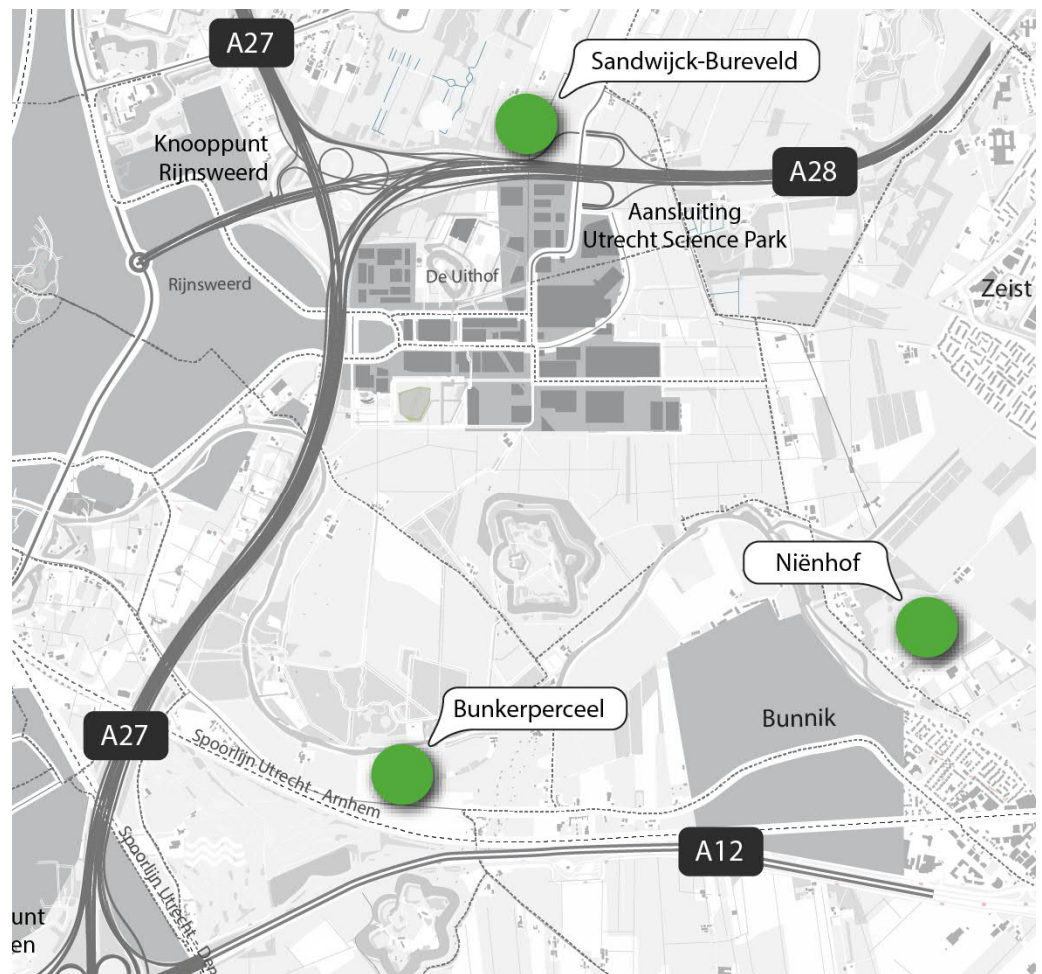 A27
Sandwijck-Bureveld
Knooppunt
Rijnsweerd
A28
Aansluiting
Utrecht Science Park
De Uithof
Rijnsweerd
Zeist
Niënhof
Bunkerperceel
Bunnik
A27
Spoorlijn Utrecht - Arnhem
A12
Spoorlijn Utrecht - Den
unt
en